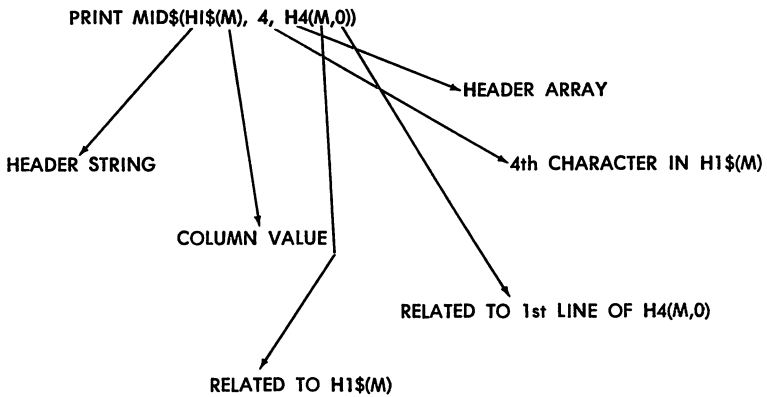 PRINT MID$(HI$(M), 4, H4(M,0))
HEADER ARRAY
HEADER STRING
4th CHARACTER IN H1$(M)
COLUMN VALUE
RELATED TO 1st LINE OF H4(M,0)
RELATED TO H1$(M)